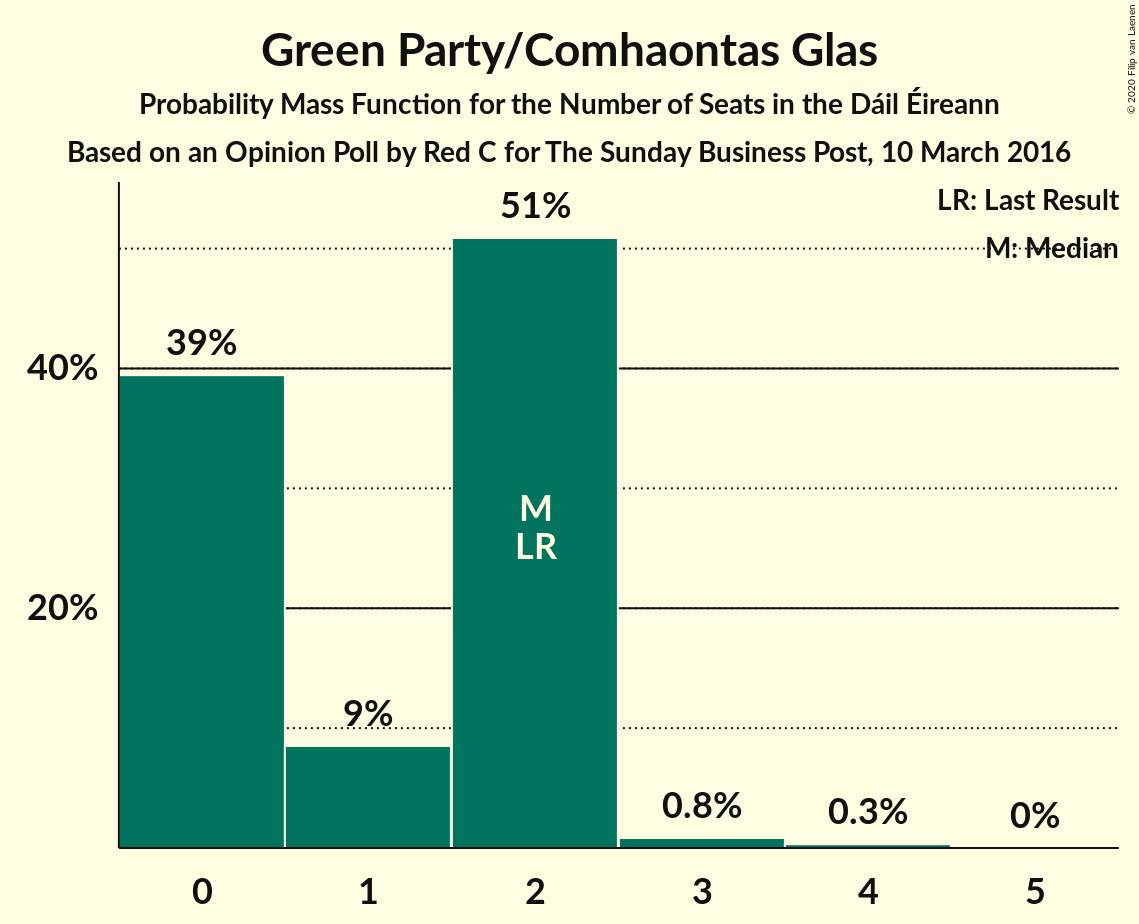 © 2020 Filip van Laenen
Green Party/Comhaontas Glas
Probability Mass Function for the Number of Seats in the Dáil Éireann
Based on an Opinion Poll by Red C for The Sunday Business Post, 10 March 2016
LR: Last Result
M: Median
51%
39%
40%
M
LR
20%
9%
0.8%
0.3%
0%
0 1 2 3 4 5